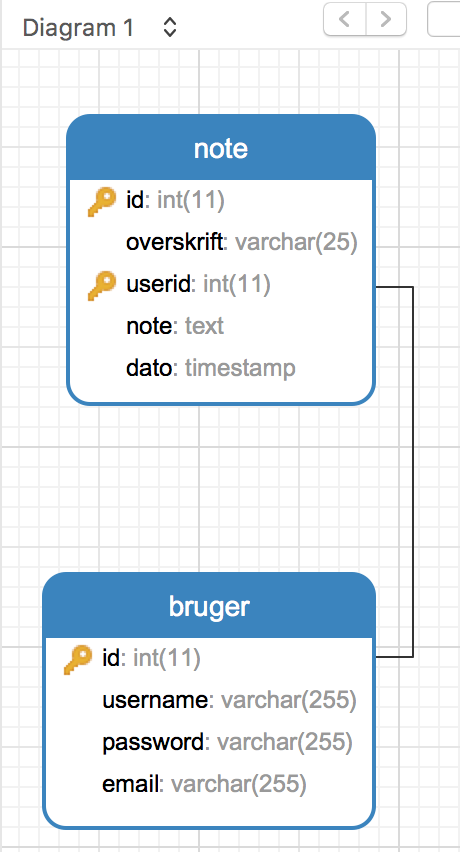 Diagram 1
note
id: int(11)
overskrift: varchar(25)
userid: int(11)
note: text
dato: timestamp
bruger
id: int(11)
username: varchar(255)
password: varchar(255)
email: varchar(255)